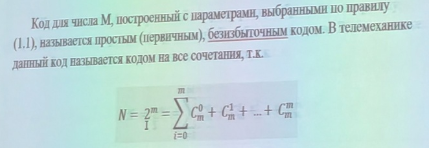 Код для числа М, построенный с параметрами, выбранными по правилу
(1.1), называется простым (первичным), безизбыточным кодом. В телемеханике
данный код называется кодом на все сочетания, т.к.
N = 2^m = \sum_{i=0}^{m} C_m^0 + C_m^1 + ... + C_m^m